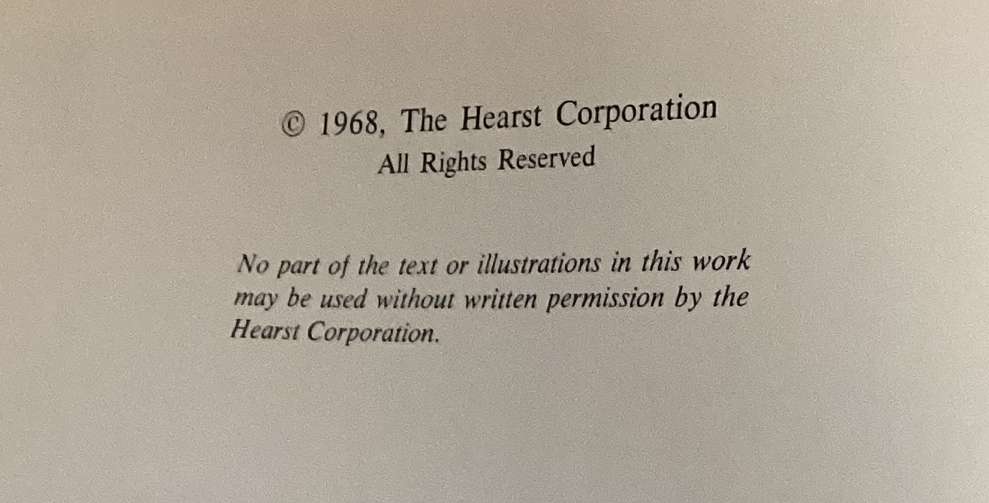 © 1968, The Hearst Corporation
All Rights Reserved
No part of the text or illustrations in this work
may be used without written permission by the
Hearst Corporation.